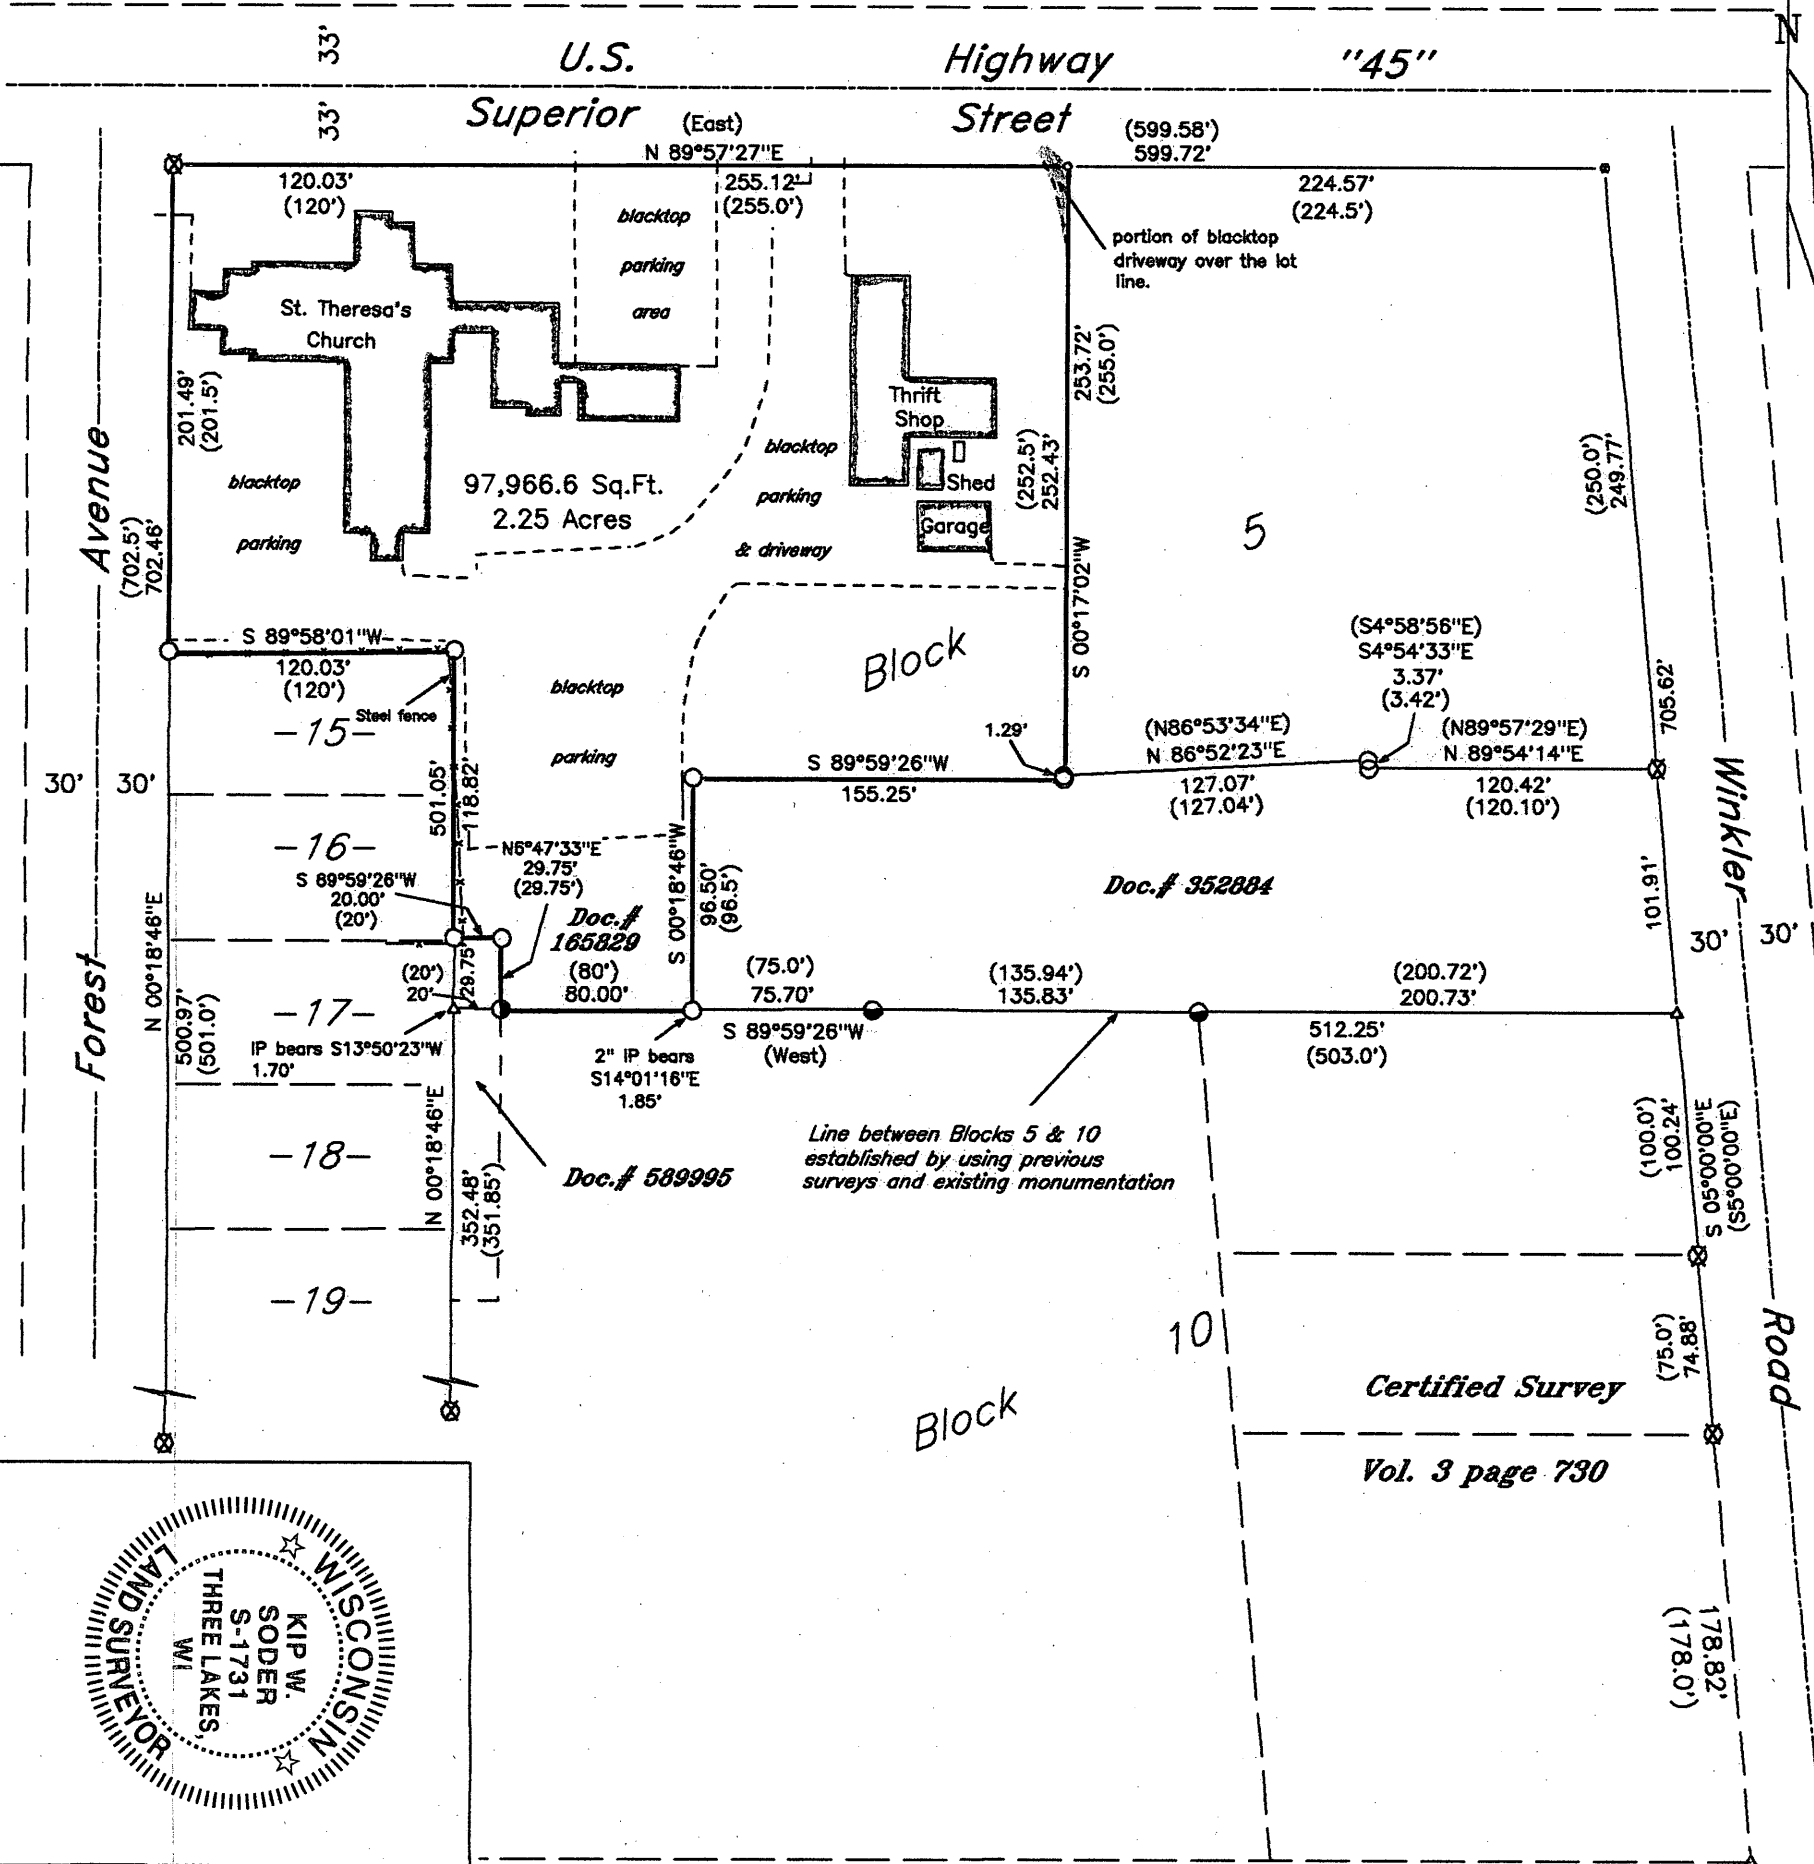 N
33'
U.S. Highway "45"
33'
Superior (East) Street
(599.58')
599.72'
N 89°57'27"E
120.03'
(120')
255.12'
(255.0')
224.57'
(224.5')
blacktop
parking
area
portion of blacktop
driveway over the lot
line.
St. Theresa's
Church
201.49'
(201.5')
253.72'
(255.0')
Thrift
Shop
(252.5')
252.43'
Shed
Garage
(250.0')
249.77'
blacktop
parking
97,966.6 Sq.Ft.
2.25 Acres
blacktop
parking
& driveway
5
Forest Avenue
(702.5')
702.46'
S 00°17'02"W
S 89°58'01"W
120.03'
(120')
Steel fence
Block
(S4°58'56"E)
S4°54'33"E
3.37'
(3.42')
705.62'
-15-
blacktop
parking
1.29'
(N86°53'34"E)
N 86°52'23"E
127.07'
(127.04')
(N89°57'29"E)
N 89°54'14"E
120.42'
(120.10')
S 89°59'26"W
155.25'
30' 30'
501.05'
118.82'
Winkler Road
-16-
N6°47'33"E
29.75'
(29.75')
S 89°59'26"W
20.00'
(20')
S 00°18'46"W
96.50'
(96.5')
Doc.# 352884
101.91'
30' 30'
Doc.#
165829
N 00°18'46"E
500.97'
(501.0')
(20')
20'
29.75'
(80')
80.00'
(75.0')
75.70'
(135.94')
135.83'
(200.72')
200.73'
-17-
IP bears S13°50'23"W
1.70'
2" IP bears
S14°01'16"E
1.85'
S 89°59'26"W
(West)
512.25'
(503.0')
N 00°18'46"E
352.48'
(351.85')
Line between Blocks 5 & 10
established by using previous
surveys and existing monumentation
(100.0')
100.24'
S 05°00'00"E
(S5°00'00"E)
-18-
Doc.# 589995
-19-
10
(75.0')
74.88'
Block
Certified Survey
Vol. 3 page 730
178.82'
(178.0')
WISCONSIN
LAND SURVEYOR
KIP W.
SODER
S-1731
THREE LAKES,
WI